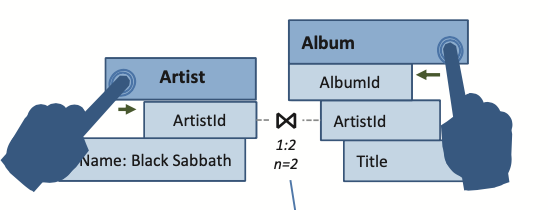 Artist
ArtistId
Name: Black Sabbath
⋈
1:2
n=2
Album
AlbumId
ArtistId
Title